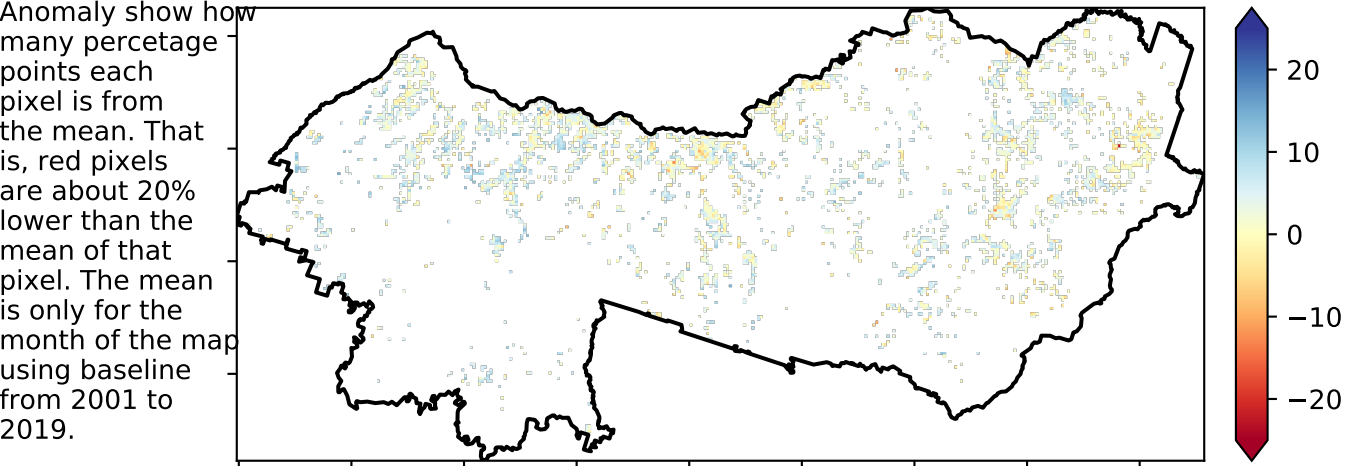 Anomaly show how
many percetage
points each
pixel is from
the mean. That
is, red pixels
are about 20%
lower than the
mean of that
pixel. The mean
is only for the
month of the map
using baseline
from 2001 to
2019.
20
10
0
−10
−20